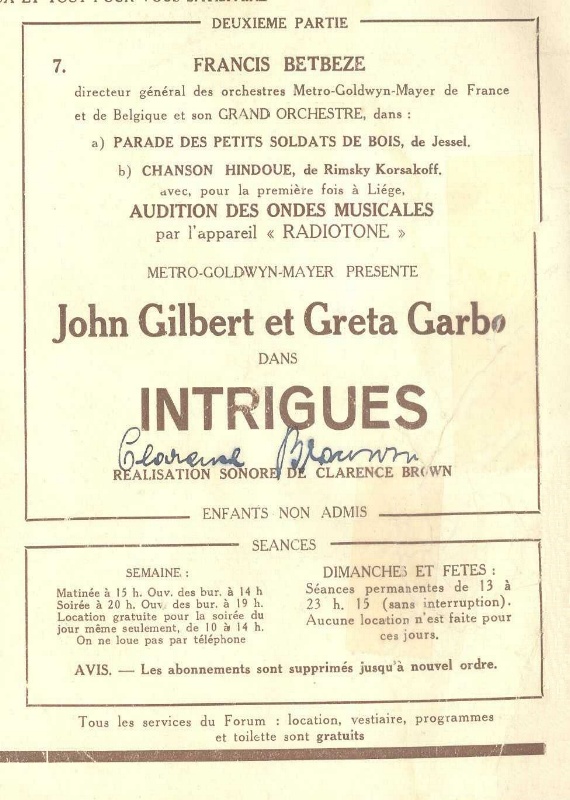 DEUXIEME PARTIE
7. FRANCIS BETBEZE
directeur général des orchestres Metro-Goldwyn-Mayer de France
et de Belgique et son GRAND ORCHESTRE, dans :
a) PARADE DES PETITS SOLDATS DE BOIS, de Jessel.
b) CHANSON HINDOUE, de Rimsky Korsakoff.
avec, pour la première fois à Liége,
AUDITION DES ONDES MUSICALES
par l'appareil « RADIOTONE »
METRO-GOLDWYN-MAYER PRESENTE
John Gilbert et Greta Garbo
DANS
INTRIGUES
Clarence Brown
REALISATION SONORE DE CLARENCE BROWN
ENFANTS NON ADMIS
SEANCES
SEMAINE :
Matinée à 15 h. Ouv. des bur. à 14 h
Soirée à 20 h. Ouv. des bur. à 19 h.
Location gratuite pour la soirée du
jour même seulement, de 10 à 14 h.
On ne loue pas par téléphone
DIMANCHES ET FETES :
Séances permanentes de 13 à
23 h. 15 (sans interruption).
Aucune location n'est faite pour
ces jours.
AVIS. — Les abonnements sont supprimés jusqu'à nouvel ordre.
Tous les services du Forum : location, vestiaire, programmes
et toilette sont gratuits